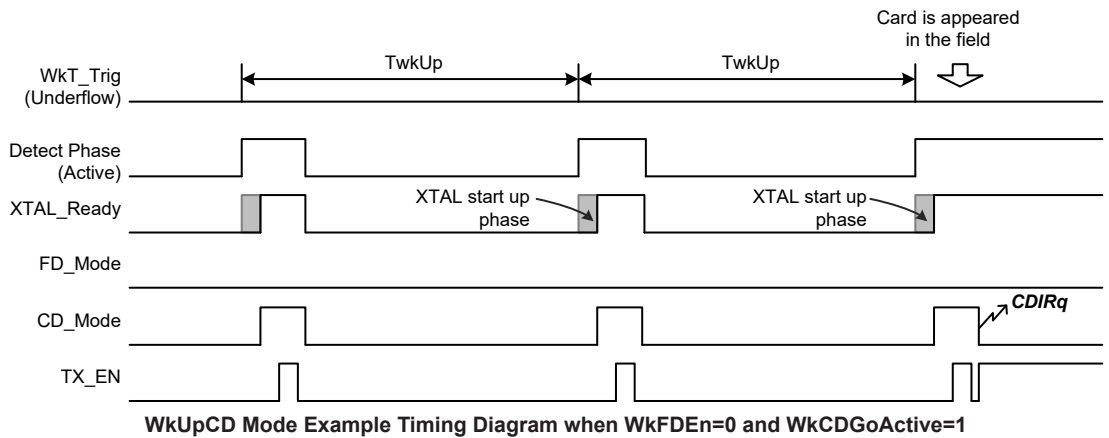 Card is appeared
in the field
TwkUp
TwkUp
WkT_Trig
(Underflow)
Detect Phase
(Active)
XTAL_Ready
XTAL start up
phase
XTAL start up
phase
FD_Mode
CD_Mode
CDIRq
TX_EN
WkUpCD Mode Example Timing Diagram when WkFDEn=0 and WkCDGoActive=1